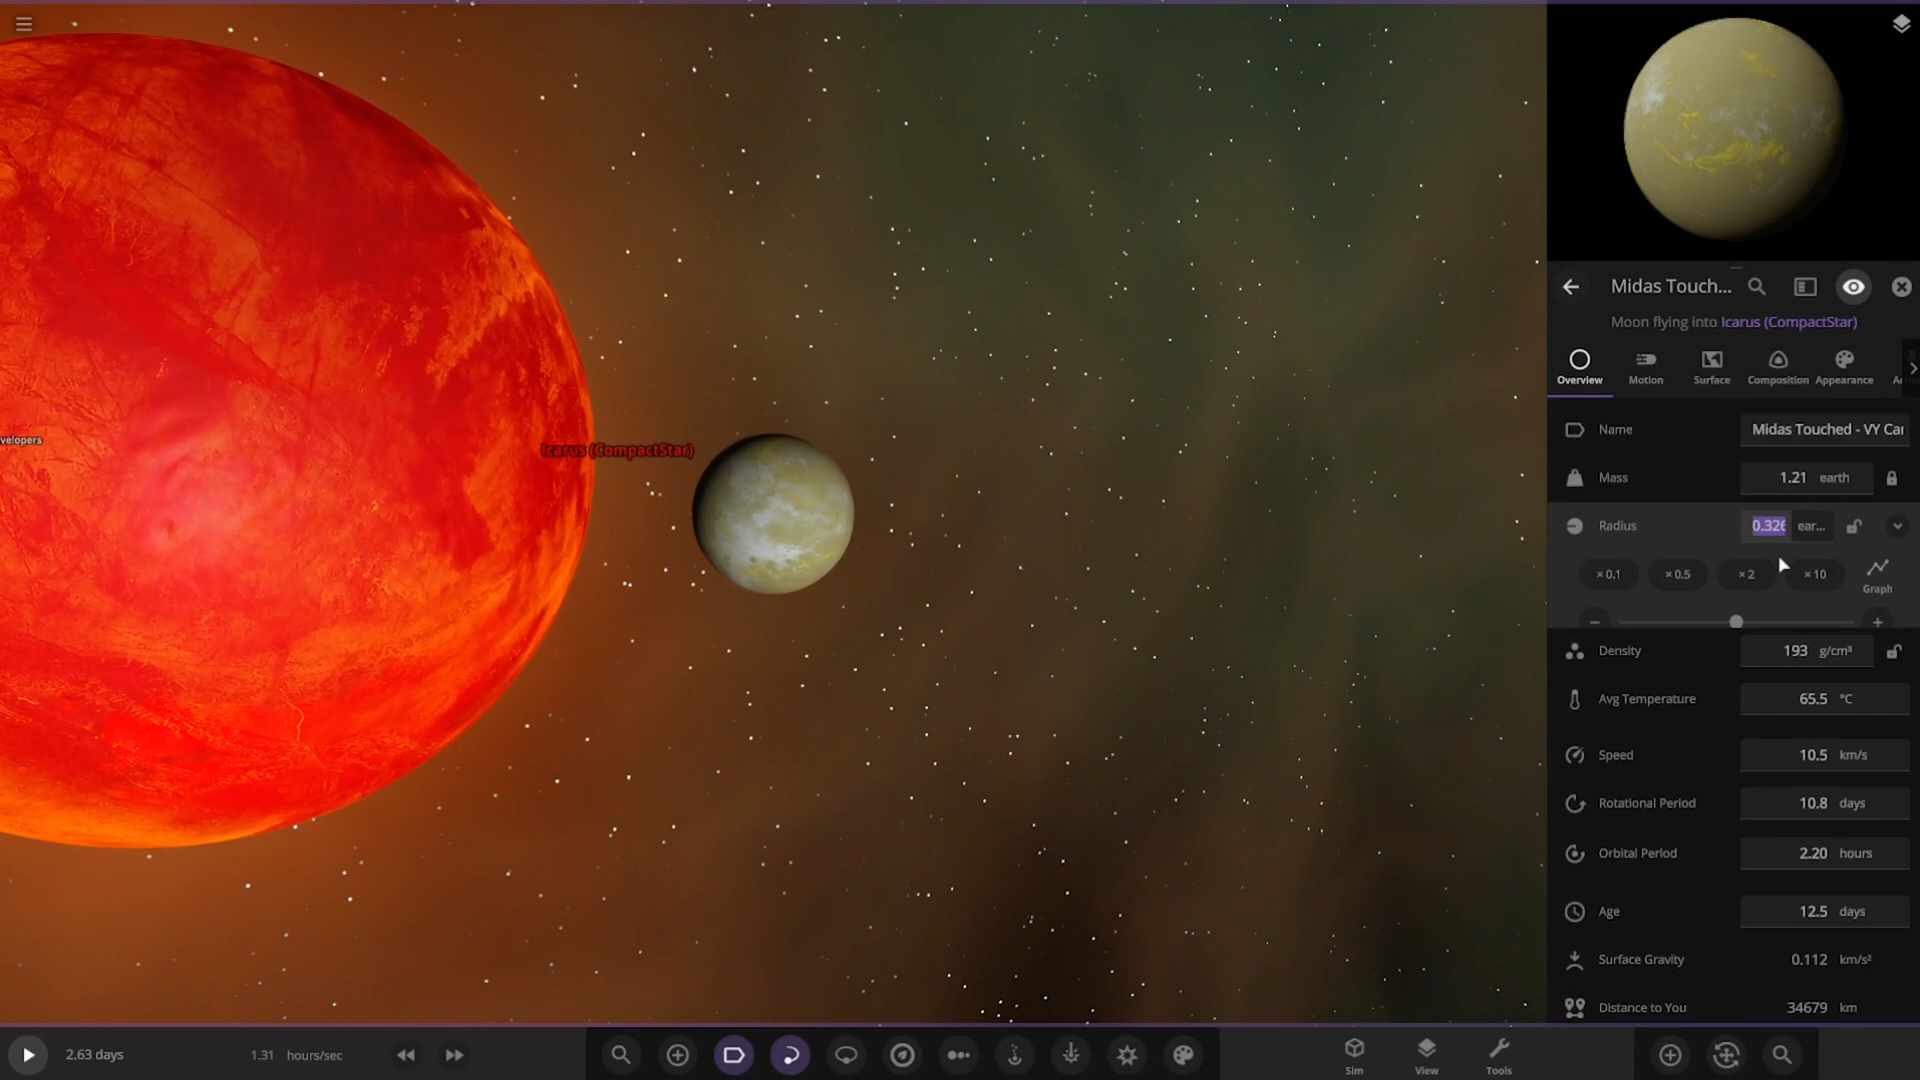 velopers
Icarus (CompactStar)
Midas Touch...
Moon flying into Icarus (CompactStar)
Overview
Motion
Surface
Composition
Appearance
Name
Midas Touched - VY Ca
Mass
1.21 earth
Radius
0.326 ear...
×0.1
×0.5
×2
×10
Graph
Density
193 g/cm³
Avg Temperature
65.5 °C
Speed
10.5 km/s
Rotational Period
10.8 days
Orbital Period
2.20 hours
Age
12.5 days
Surface Gravity
0.112 km/s²
Distance to You
34679 km
2.63 days
1.31 hours/sec
Sim
View
Tools